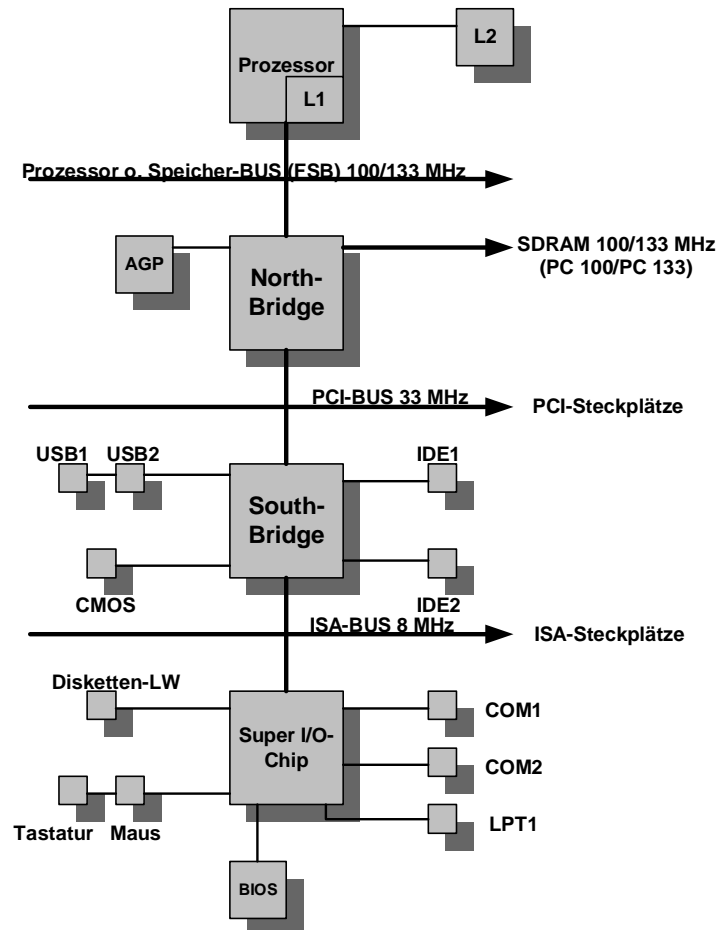 Prozessor
L1
L2
Prozessor o. Speicher-BUS (FSB) 100/133 MHz
AGP
North-
Bridge
SDRAM 100/133 MHz
(PC 100/PC 133)
PCI-BUS 33 MHz
PCI-Steckplätze
USB1
USB2
IDE1
South-
Bridge
CMOS
IDE2
ISA-BUS 8 MHz
ISA-Steckplätze
Disketten-LW
Super I/O-
Chip
COM1
COM2
Tastatur
Maus
LPT1
BIOS